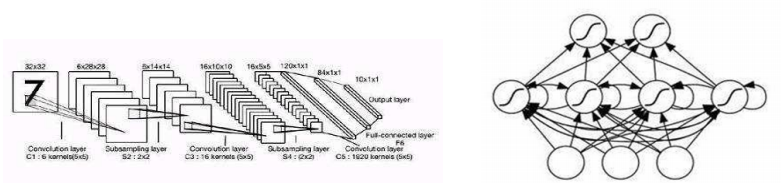 32x32 6x28x28 6x14x14 16x10x10 16x5x5 120x1x1 84x1x1 10x1x1
Output layer
Full-connected layer
F6
Convolution layer Subsampling layer Convolution layer Subsampling layer Convolution layer
C1 : 6 kernels(5x5) S2 : 2x2 C3 : 16 kernels (5x5) S4 : (2x2) C5 : 1920 kernels (5x5)